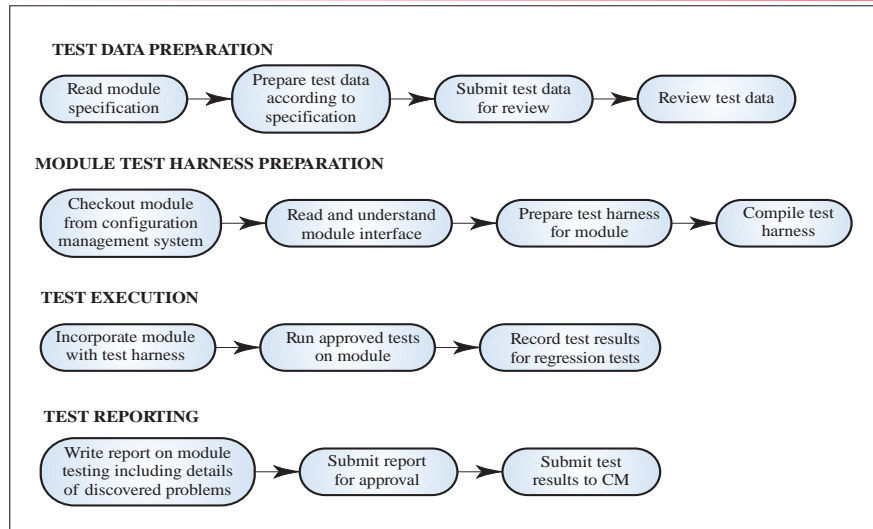 TEST DATA PREPARATION
Read module
specification
Prepare test data
according to
specification
Submit test data
for review
Review test data
MODULE TEST HARNESS PREPARATION
Checkout module
from configuration
management system
Read and understand
module interface
Prepare test harness
for module
Compile test
harness
TEST EXECUTION
Incorporate module
with test harness
Run approved tests
on module
Record test results
for regression tests
TEST REPORTING
Write report on module
testing including details
of discovered problems
Submit report
for approval
Submit test
results to CM